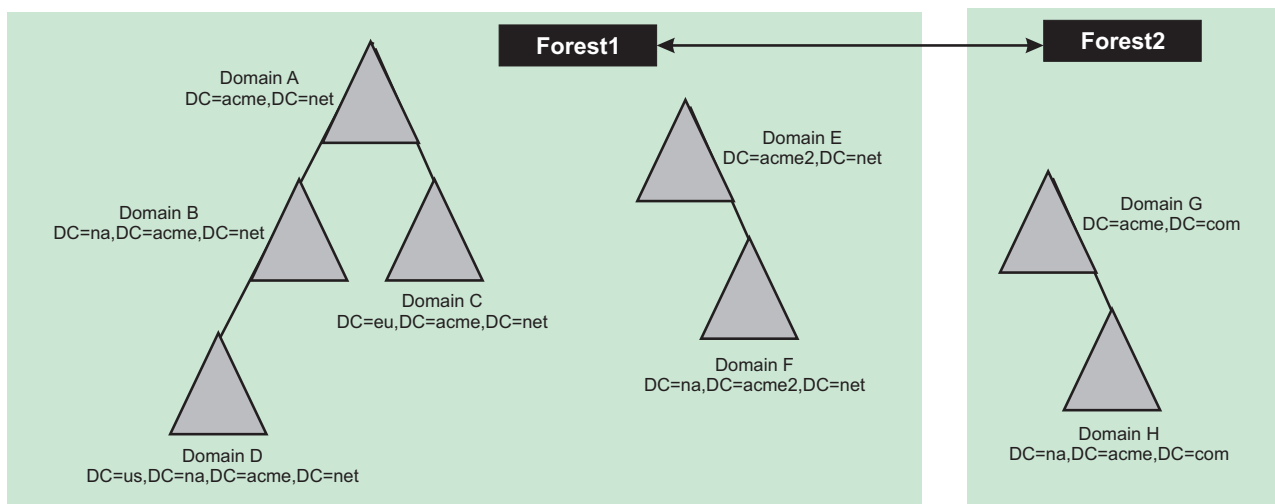 Forest1
Forest2
Domain A
DC=acme,DC=net
Domain B
DC=na,DC=acme,DC=net
Domain C
DC=eu,DC=acme,DC=net
Domain D
DC=us,DC=na,DC=acme,DC=net
Domain E
DC=acme2,DC=net
Domain F
DC=na,DC=acme2,DC=net
Domain G
DC=acme,DC=com
Domain H
DC=na,DC=acme,DC=com